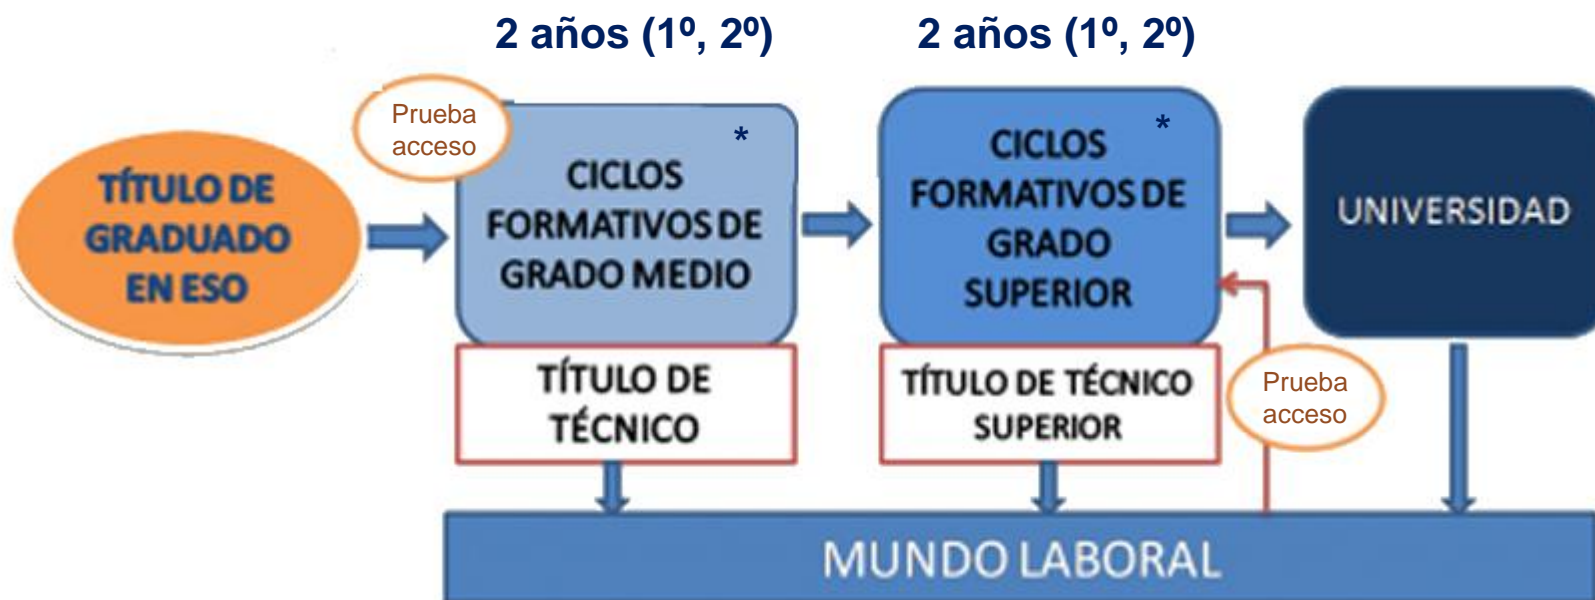 2 años (1º, 2º)
2 años (1º, 2º)
Prueba
acceso
TÍTULO DE
GRADUADO
EN ESO
*
CICLOS
FORMATIVOS DE
GRADO MEDIO
*
CICLOS
FORMATIVOS DE
GRADO
SUPERIOR
UNIVERSIDAD
TÍTULO DE
TÉCNICO
TÍTULO DE TÉCNICO
SUPERIOR
Prueba
acceso
MUNDO LABORAL